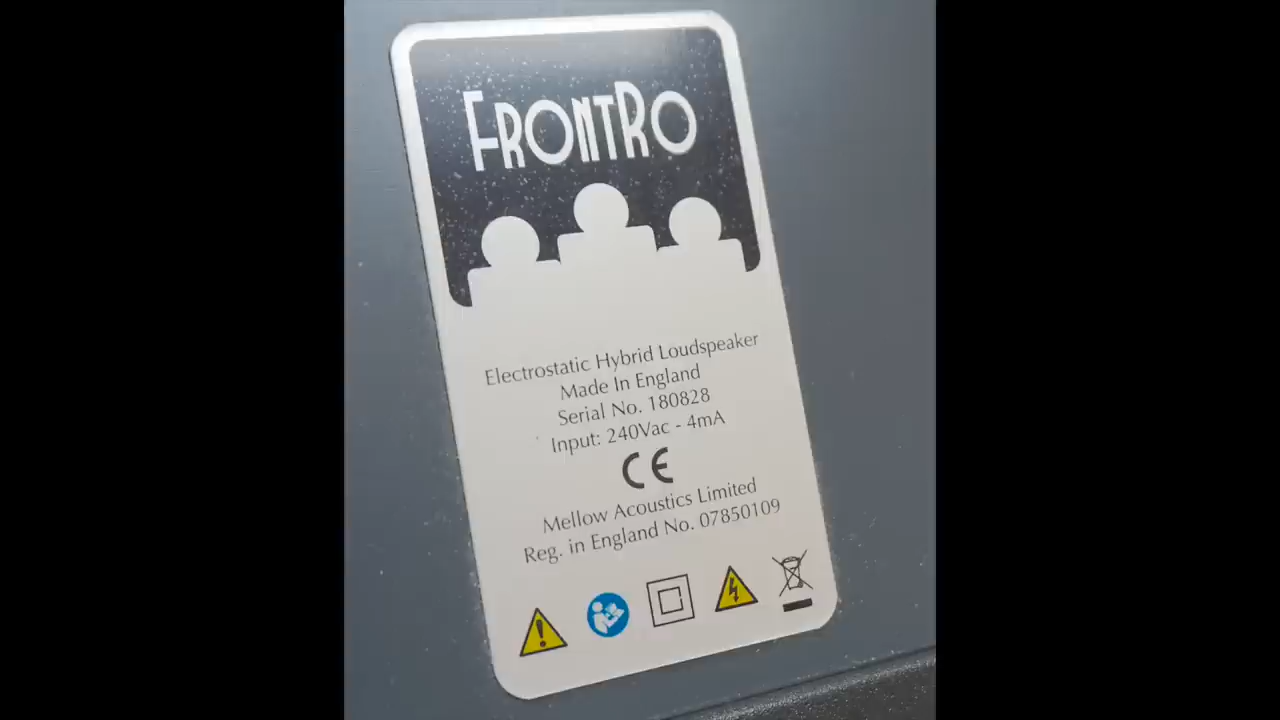 FRONTRO
Electrostatic Hybrid Loudspeaker
Made In England
Serial No. 180828
Input: 240Vac - 4mA
CE
Mellow Acoustics Limited
Reg. in England No. 07850109